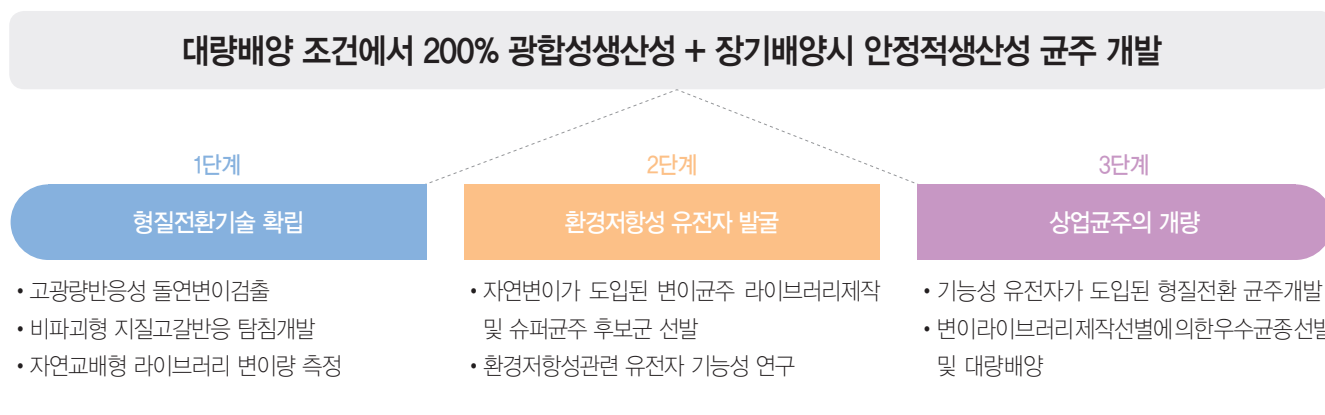 대량배양 조건에서 200% 광합성생산성 + 장기배양시 안정적생산성 균주 개발
1단계
형질전환기술 확립
• 고광량반응성 돌연변이검출
• 비파괴형 지질고갈반응 탐침개발
• 자연교배형 라이브러리 변이량 측정
2단계
환경저항성 유전자 발굴
• 자연변이가 도입된 변이균주 라이브러리제작
및 슈퍼균주 후보군 선발
• 환경저항성관련 유전자 기능성 연구
3단계
상업균주의 개량
• 기능성 유전자가 도입된 형질전환 균주개발
• 변이라이브러리제작선별에의한우수균종선발
및 대량배양